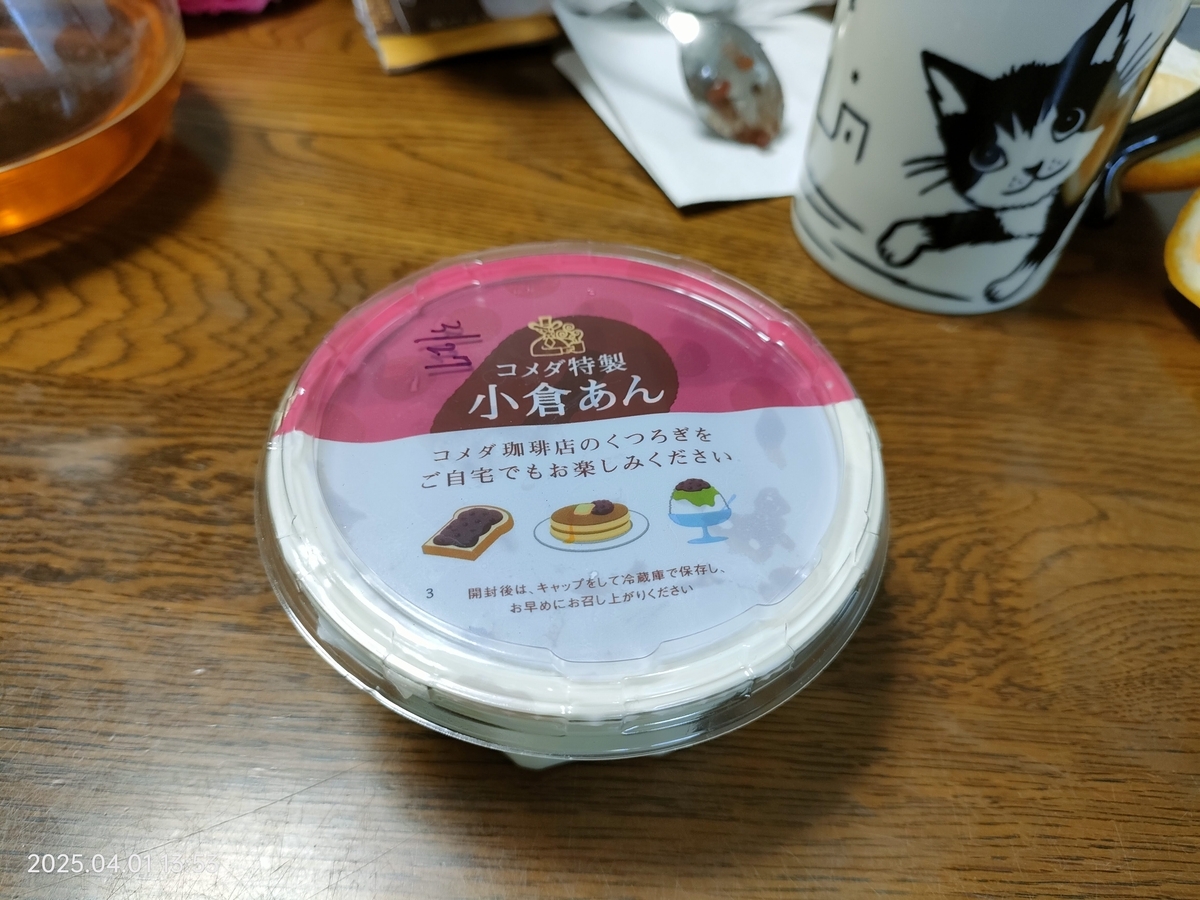 3/27
コメダ特製
小倉あん
コメダ珈琲店のくつろぎを
ご自宅でもお楽しみください
3
開封後は、キャップをして冷蔵庫で保存し、
お早めにお召し上がりください
2025.04.01